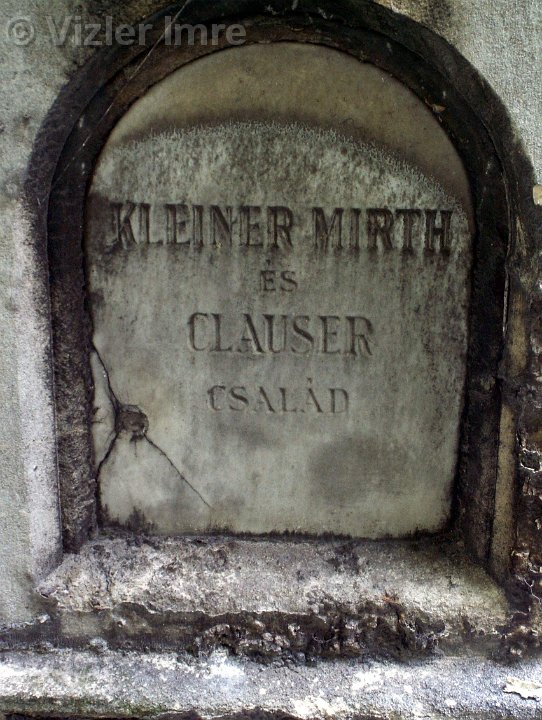 © Vizler Imre
KLEINER MIRTH
ÉS
CLAUSER
CSALÁD